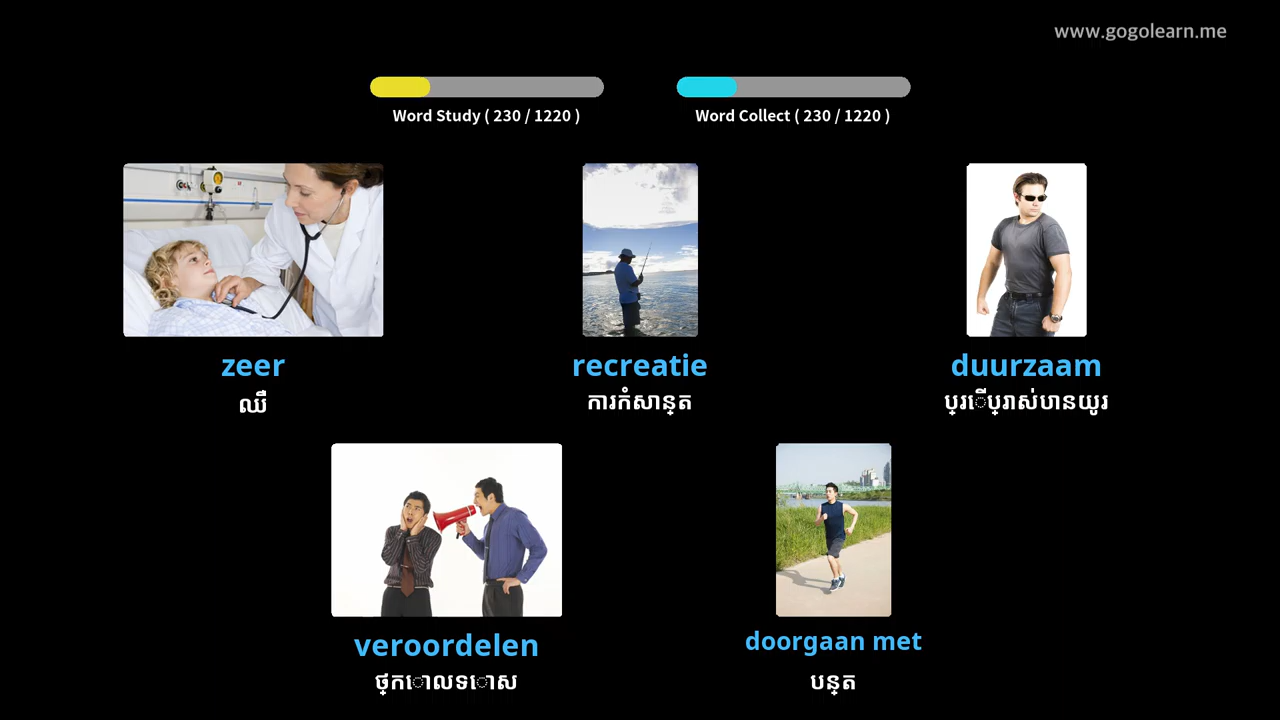 www.gogolearn.me
Word Study ( 230 / 1220 )
Word Collect ( 230 / 1220 )
zeer
ឈឺ
recreatie
ការកំសាន្ត
duurzaam
ប្រើប្រាស់បានយូរ
veroordelen
ថ្កោលទោស
doorgaan met
បន្ត